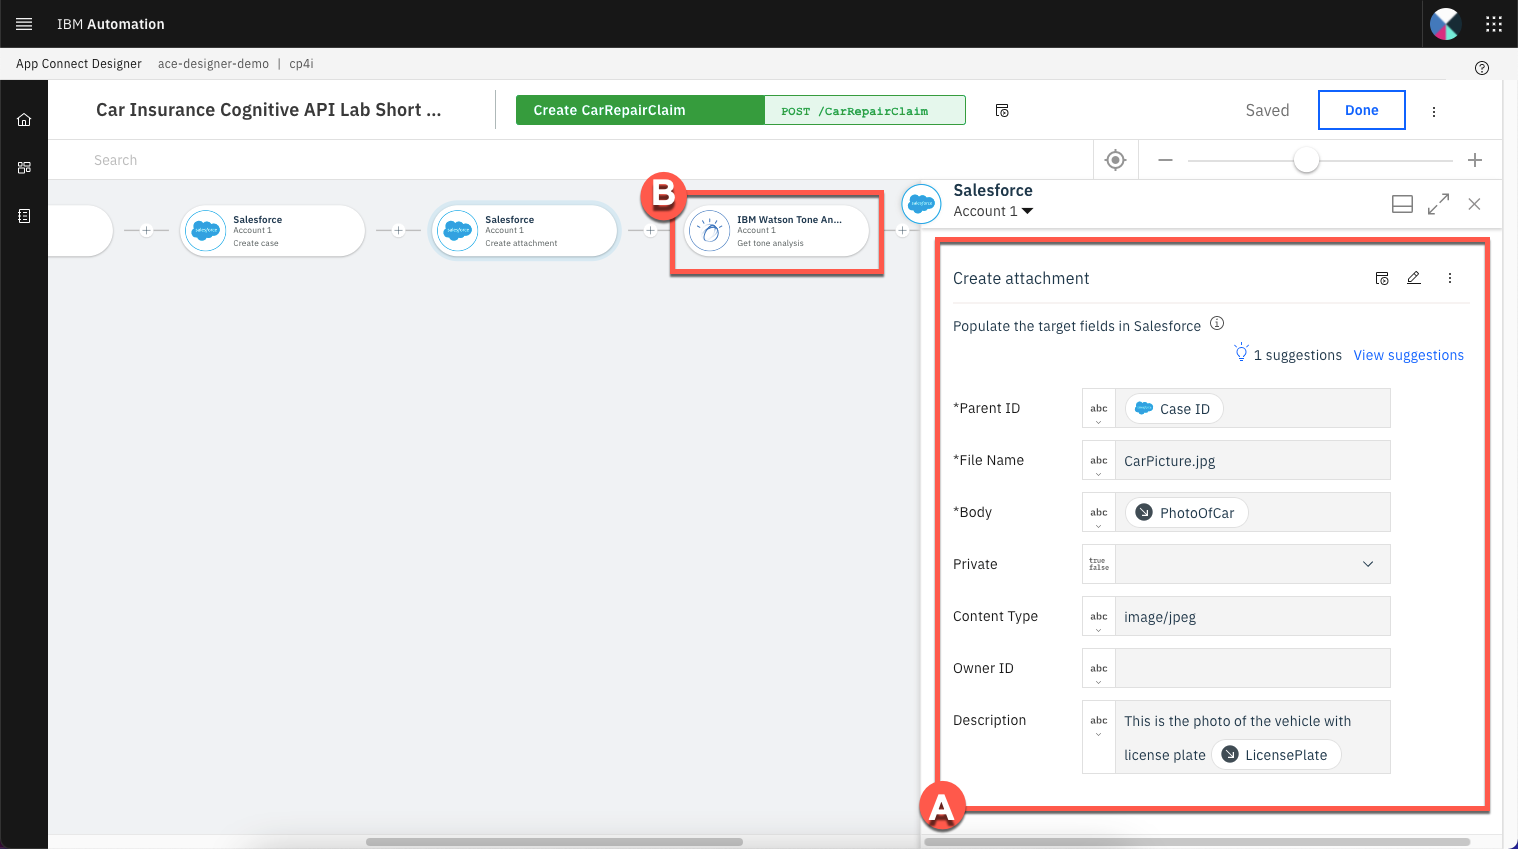 IBM Automation
App Connect Designer ace-designer-demo | cp4i
Car Insurance Cognitive API Lab Short ...
Create CarRepairClaim
POST /CarRepairClaim
Saved
Done
Search
Salesforce
Account 1
Create case
Salesforce
Account 1
Create attachment
B
IBM Watson Tone An...
Account 1
Get tone analysis
Salesforce
Account 1
Create attachment
Populate the target fields in Salesforce
1 suggestions View suggestions
*Parent ID abc Case ID
*File Name abc CarPicture.jpg
*Body abc PhotoOfCar
Private true false
Content Type abc image/jpeg
Owner ID abc
Description abc This is the photo of the vehicle with
license plate LicensePlate
A